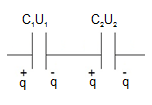 C₁U₁ C₂U₂
+ - + -
q q q q